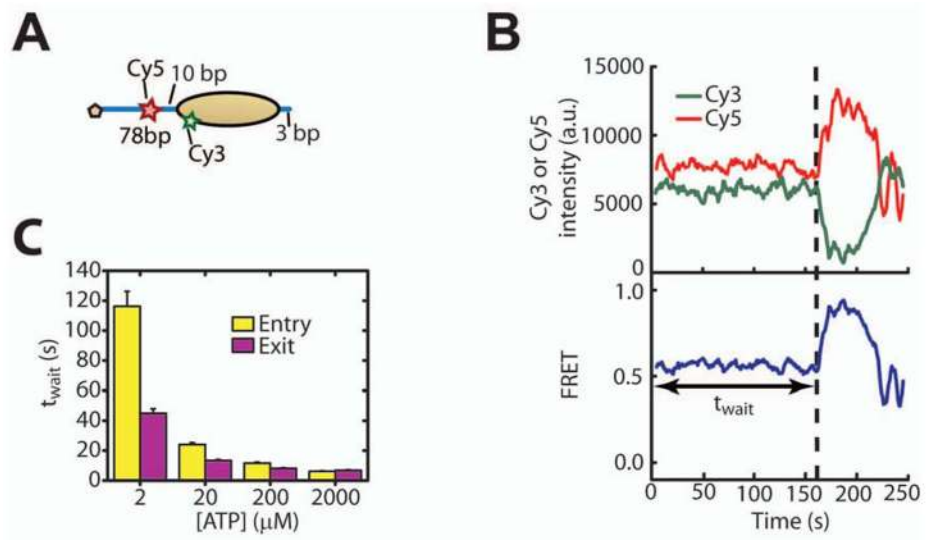 A
Cy5
10 bp
78bp
Cy3
3 bp
B
15000
10000
5000
0
Cy3 or Cy5
intensity (a.u.)
Cy3
Cy5
1.0
0.5
0.0
FRET
t wait
0 50 100 150 200 250
Time (s)
C
140
120
100
80
60
40
20
0
t wait (s)
Entry
Exit
2 20 200 2000
[ATP] (μM)